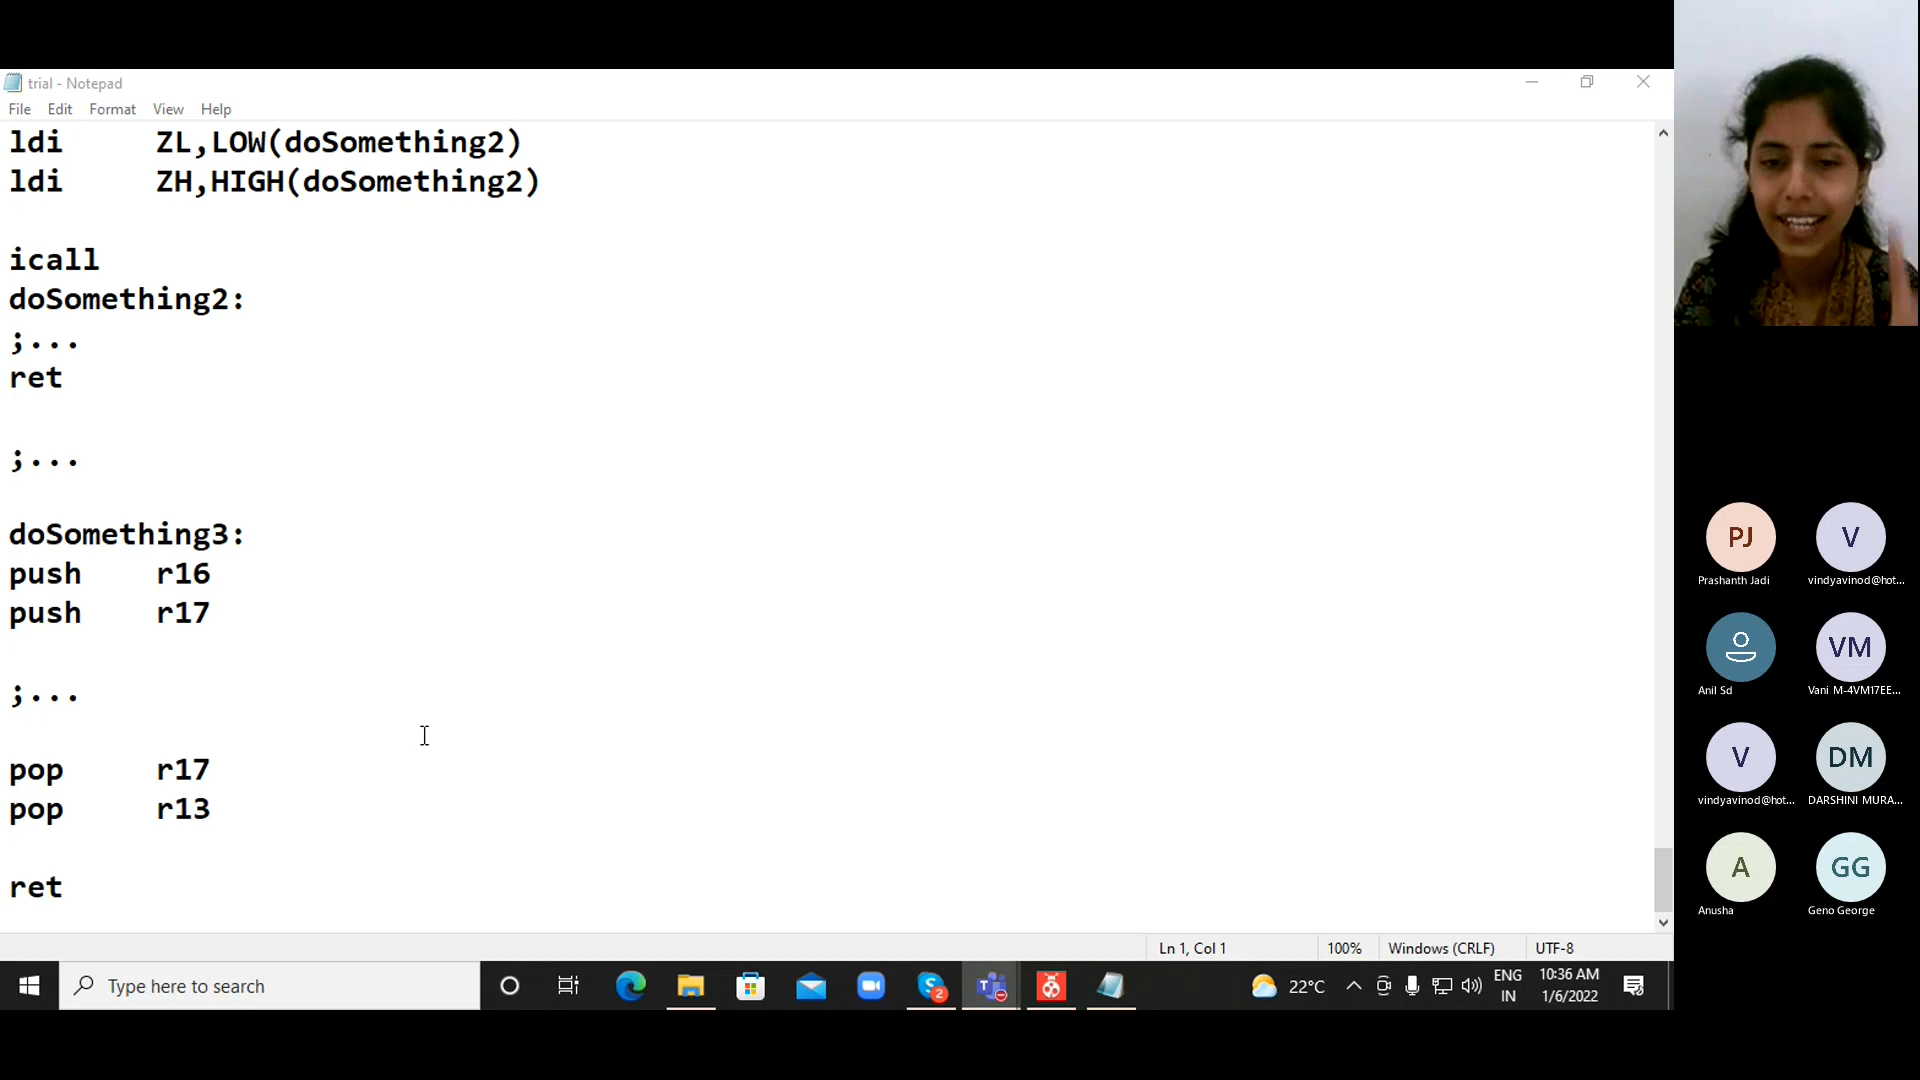 trial - Notepad
File Edit Format View Help
ldi ZL,LOW(doSomething2)
ldi ZH,HIGH(doSomething2)
icall
doSomething2:
;...
ret
;...
doSomething3:
push r16
push r17
;...
pop r17
pop r13
ret
Ln 1, Col 1 100% Windows (CRLF) UTF-8
Type here to search
2
22°C
ENG
IN
10:36 AM
1/6/2022
PJ
Prashanth Jadi
V
vindyavinod@hot...
Anil Sd
VM
Vani M-4VM17EE...
V
vindyavinod@hot...
DM
DARSHINI MURA...
A
Anusha
GG
Geno George